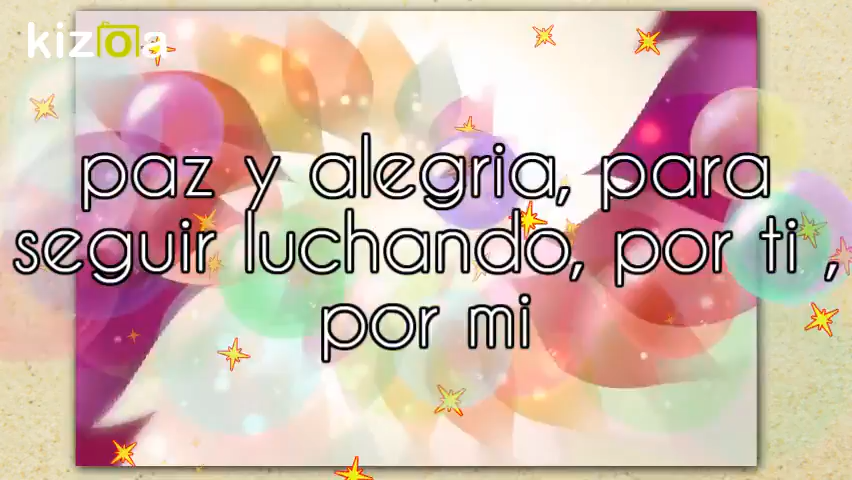 kizoa
paz y alegria, para
seguir luchando, por ti ,
por mi